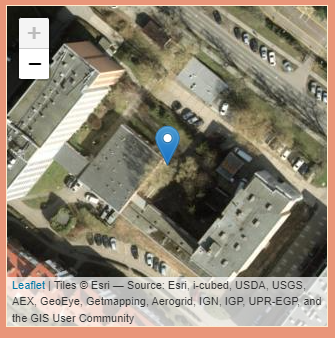 +
−
Leaflet | Tiles © Esri — Source: Esri, i-cubed, USDA, USGS,
AEX, GeoEye, Getmapping, Aerogrid, IGN, IGP, UPR-EGP, and
the GIS User Community